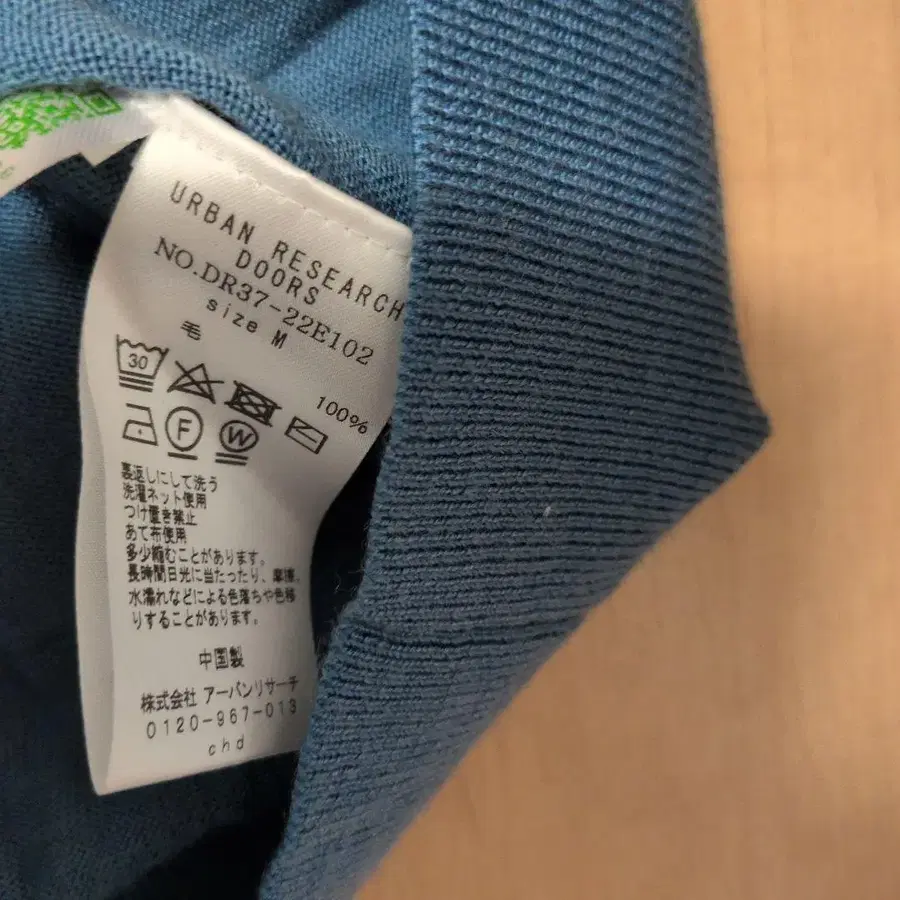 URBAN RESEARCH
DOORS
NO.DR37-22E102
size M
毛 100%
30
F W
裏返しにして洗う
洗濯ネット使用
つけ置き禁止
あて布使用
多少縮むことがあります。
長時間日光に当たったり、摩擦、
水濡れなどによる色落ちや色移
りすることがあります。
中国製
株式会社 アーバンリサーチ
0120-967-013
chd